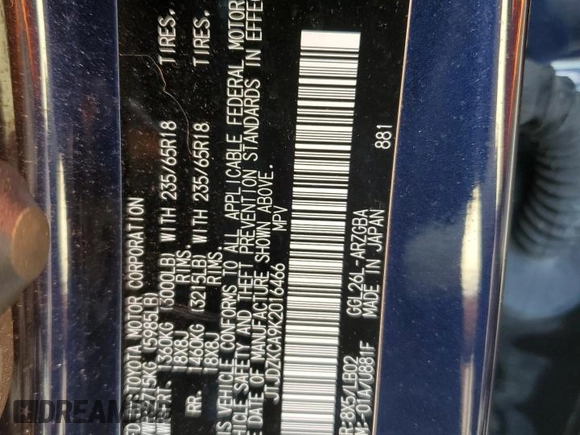 TOYOTA MOTOR CORPORATION
2715KG (5985LB)
1360KG (3000LB) WITH 235/65R18 TIRES.
18X8J RIMS.
RR. 1460KG (3215LB) WITH 235/65R18 TIRES.
18X8J RIMS.
VEHICLE CONFORMS TO ALL APPLICABLE FEDERAL MOTOR
VEHICLE SAFETY AND THEFT PREVENTION STANDARDS IN EFFECT
DATE OF MANUFACTURE SHOWN ABOVE.
JTJDZKCA9K2016466 MPV
8X5/LB02 GGL26L-ARZGBA
01A/U881F MADE IN JAPAN
881
DREAM